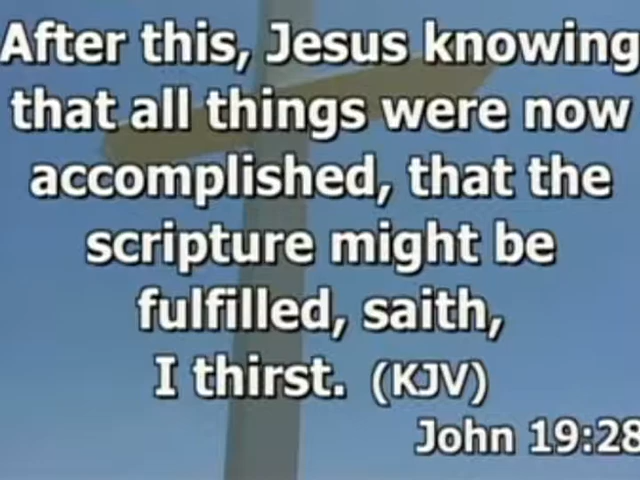 After this, Jesus knowing
that all things were now
accomplished, that the
scripture might be
fulfilled, saith,
I thirst. (KJV)
John 19:28